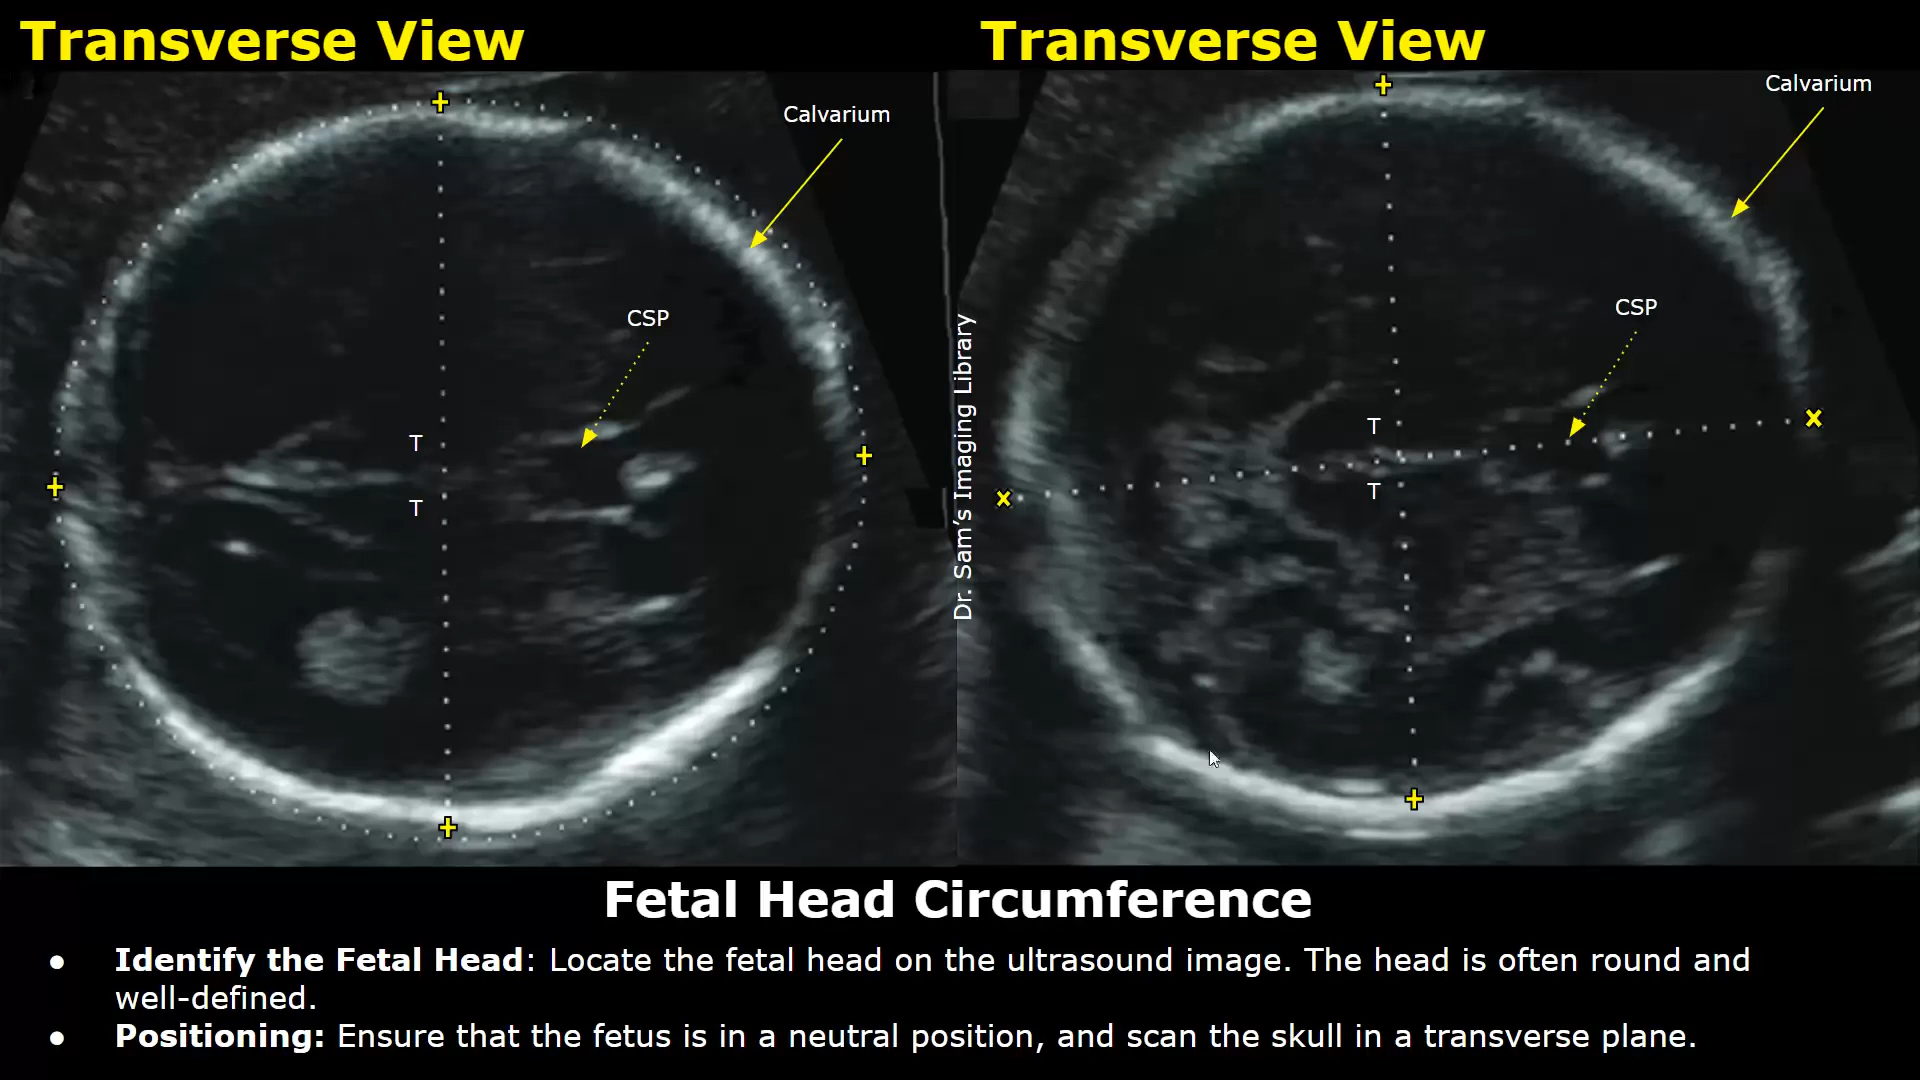 Transverse View
Calvarium
CSP
T
T
Transverse View
Calvarium
CSP
T
T
Dr. Sam's Imaging Library
Fetal Head Circumference
● Identify the Fetal Head: Locate the fetal head on the ultrasound image. The head is often round and
well-defined.
● Positioning: Ensure that the fetus is in a neutral position, and scan the skull in a transverse plane.